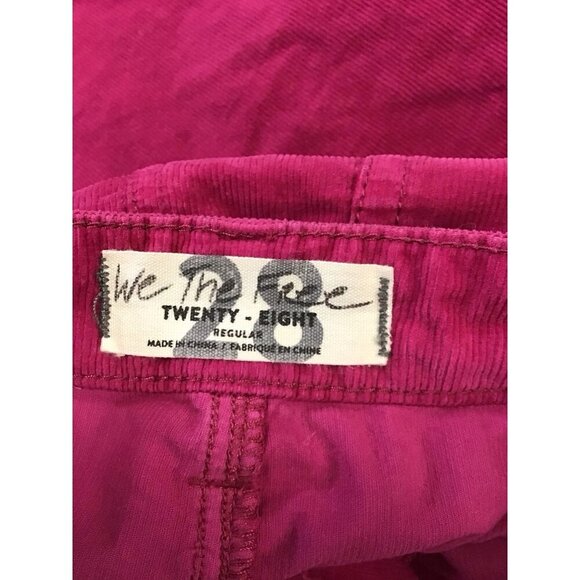 We The Free
28
TWENTY - EIGHT
REGULAR
MADE IN CHINA / FABRIQUÉ EN CHINE